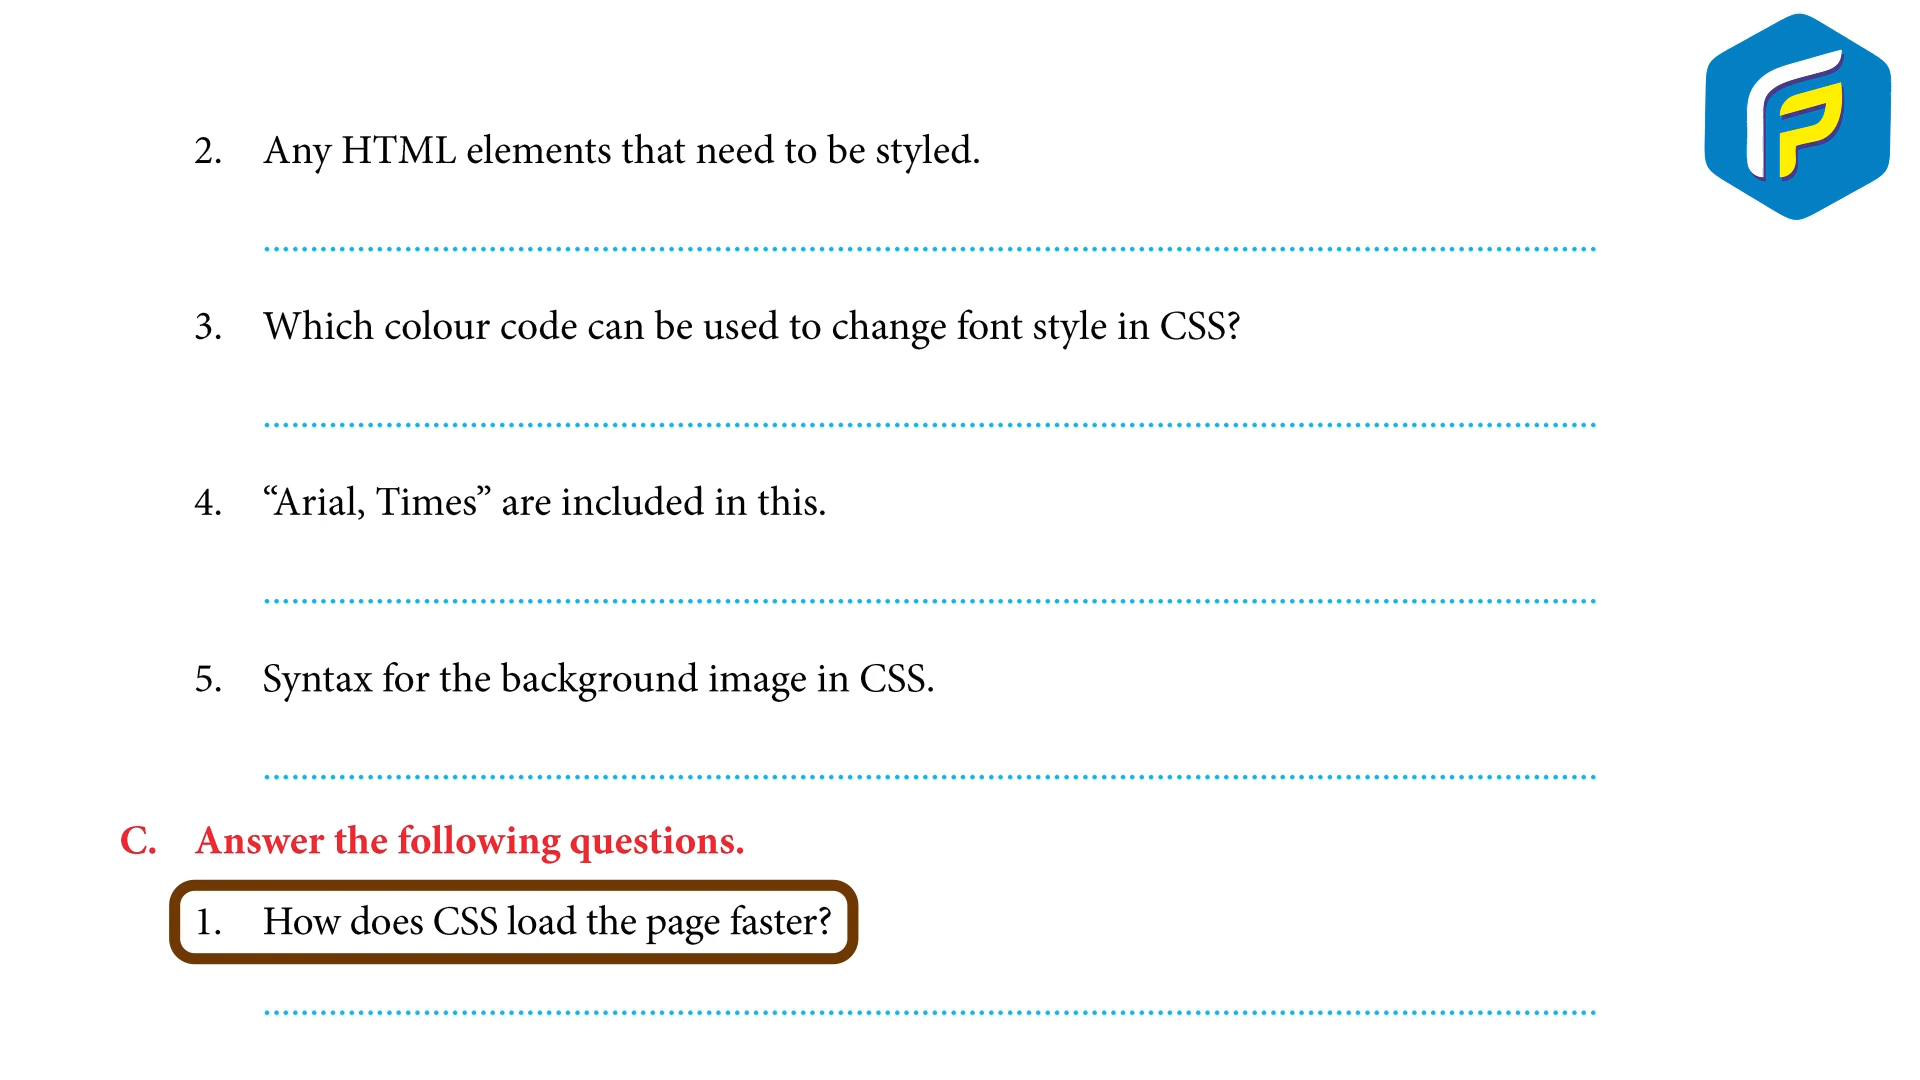 2. Any HTML elements that need to be styled.
3. Which colour code can be used to change font style in CSS?
4. “Arial, Times” are included in this.
5. Syntax for the background image in CSS.
C. Answer the following questions.
1. How does CSS load the page faster?